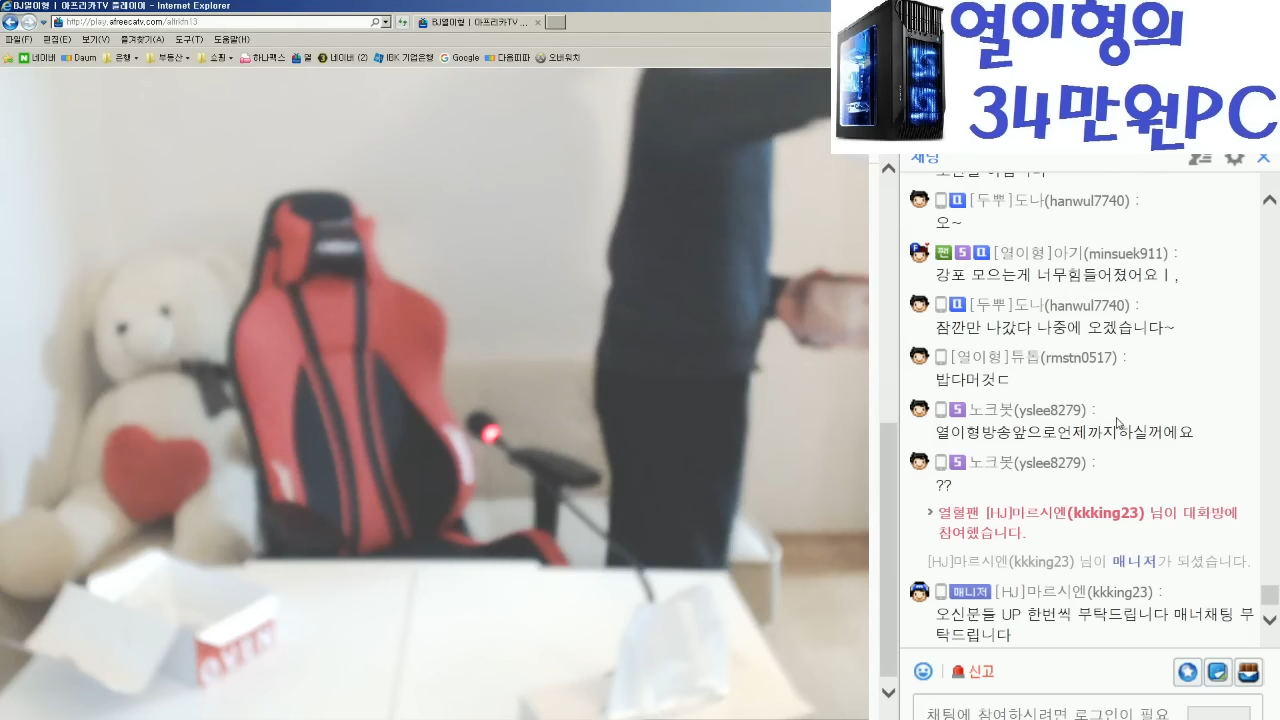 BJ열이형 | 아프리카TV 플레이어 - Internet Explorer
http://play.afreecatv.com/allrkfn13
BJ열이형 | 아프리카TV ...
파일(F) 편집(E) 보기(V) 즐겨찾기(A) 도구(T) 도움말(H)
네이버 Daum 은행 부동산 쇼핑 하나팩스 열 네이버 (2) IBK 기업은행 Google 다음피파 오버워치
열이형의
34만원PC
채팅
[두뿌]도나(hanwul7740) :
오~
팬 S [열이형]아기(minsuek911) :
강포 모으는게 너무힘들어졌어요ㅣ,
[두뿌]도니(hanwul7740) :
잠깐만 나갔다 나중에 오겠습니다~
[열이형]튜톱(rmstn0517) :
밥다머것ㄷ
S 노크봇(yslee8279) :
열이형방송앞으로언제까지하실꺼에요
S 노크봇(yslee8279) :
??
열혈팬 [HJ]마르시엔(kkking23) 님이 대화방에
참여했습니다.
[HJ]마르시엔(kkking23) 님이 매니저가 되셨습니다.
매니저 [HJ]마르시엔(kkking23) :
오신분들 UP 한번씩 부탁드립니다 매너채팅 부
탁드립니다
신고
채팅에 참여하시려면 로그인이 필요